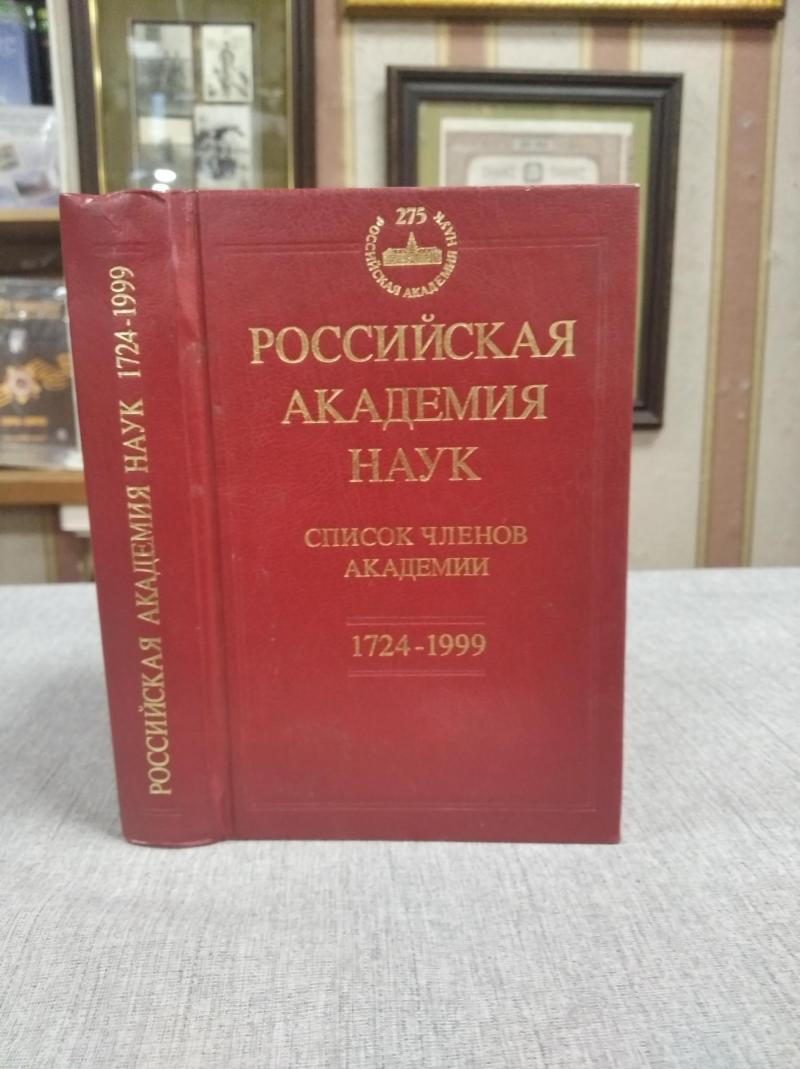 275
РОССИЙСКАЯ АКАДЕМИЯ НАУК
РОССИЙСКАЯ
АКАДЕМИЯ
НАУК
СПИСОК ЧЛЕНОВ
АКАДЕМИИ
1724-1999
РОССИЙСКАЯ АКАДЕМИЯ НАУК 1724-1999